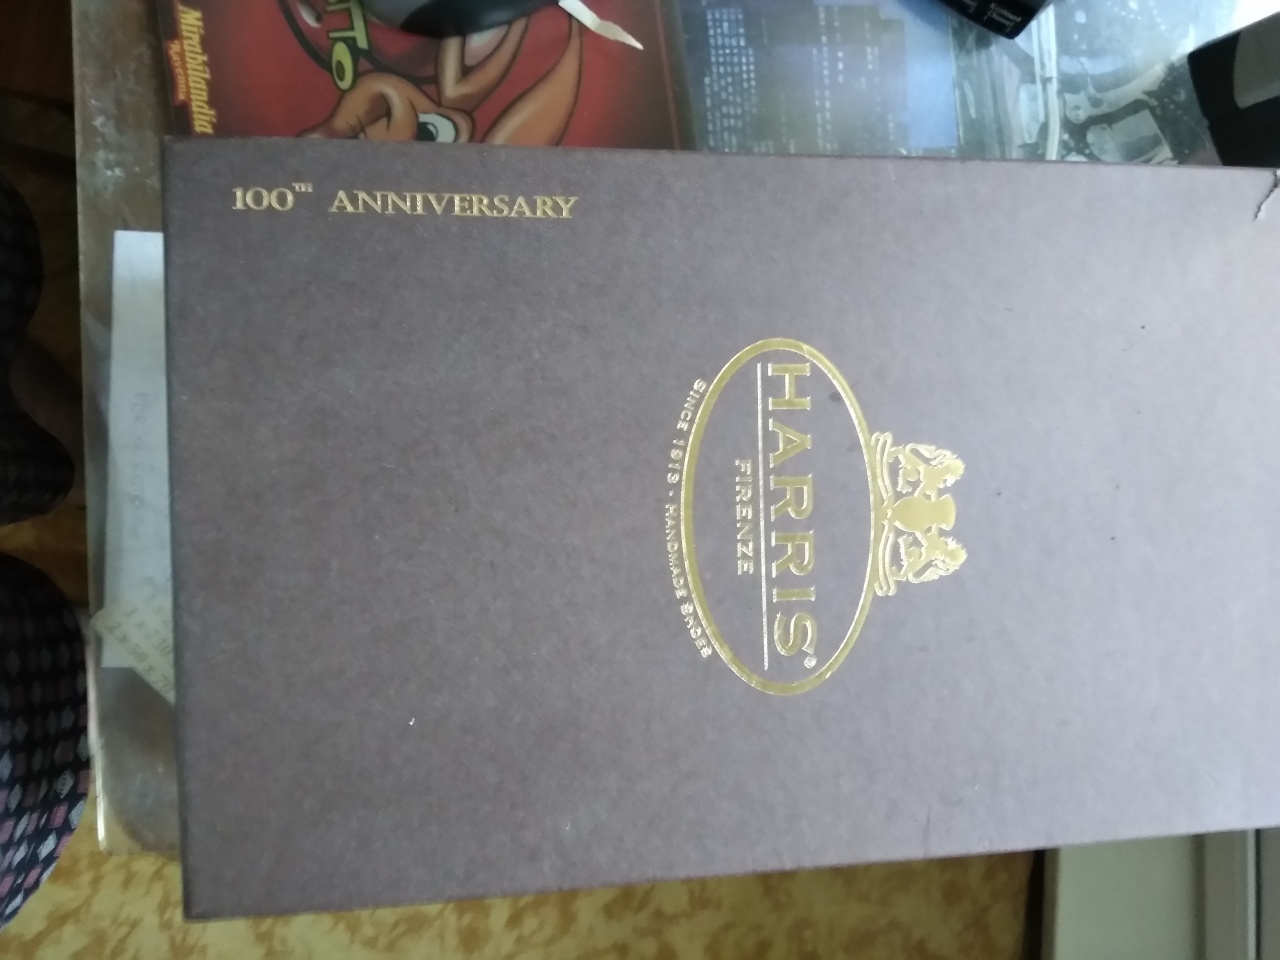 100TH ANNIVERSARY
HARRIS®
FIRENZE
SINCE 1913 · HANDMADE SHOES
Mirabilandia